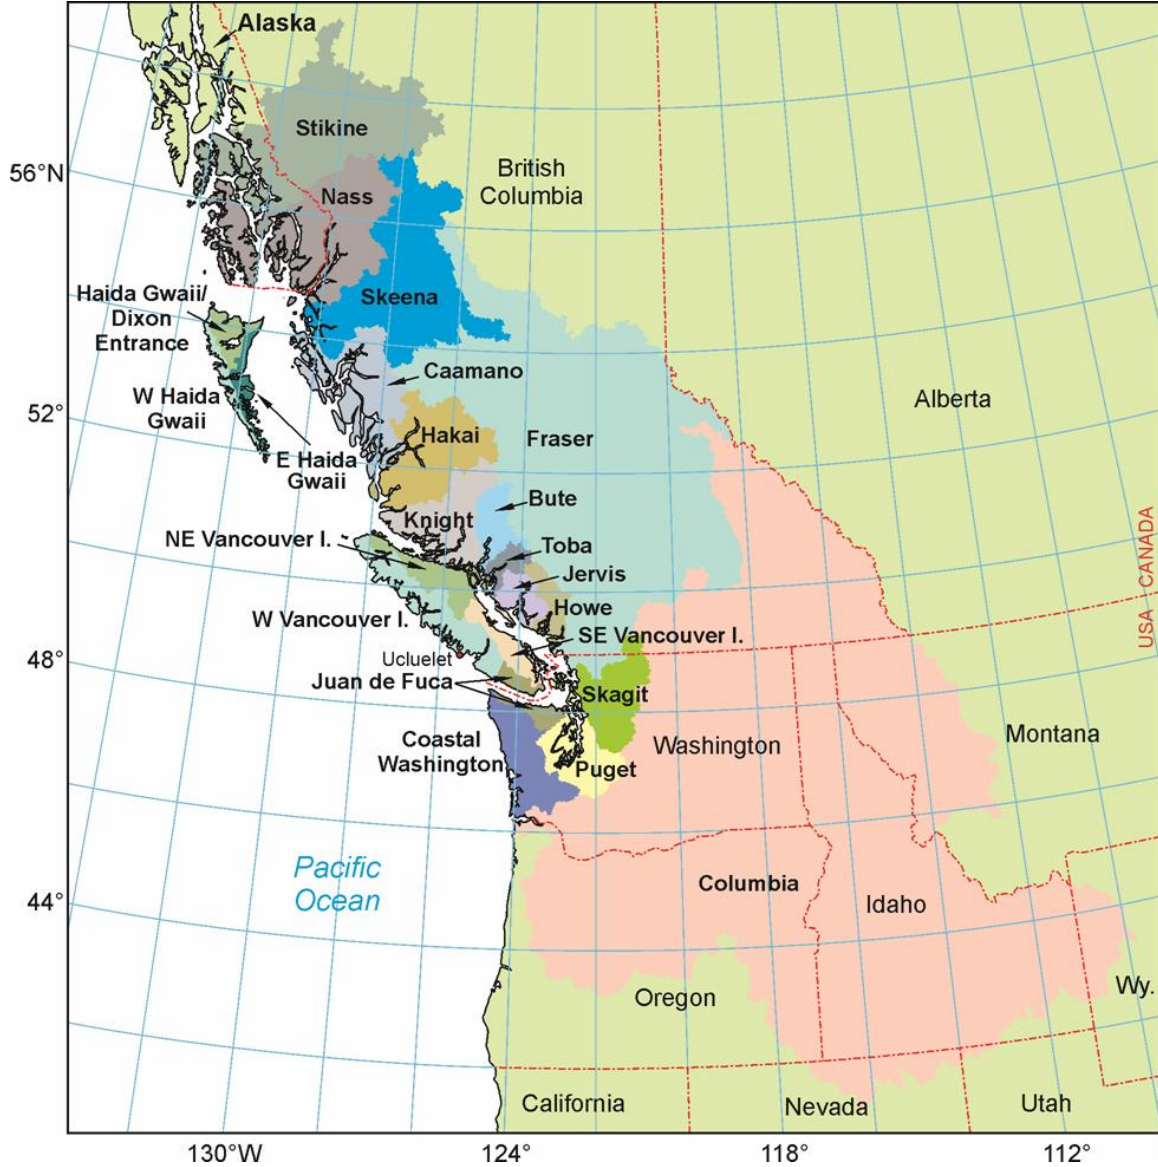 Alaska
Stikine
56°N
British
Columbia
Nass
Haida Gwaii/
Dixon
Entrance
Skeena
Caamano
W Haida
Gwaii
Alberta
52°
Hakai
Fraser
E Haida
Gwaii
Bute
Knight
NE Vancouver I.
Toba
Jervis
USA CANADA
Howe
W Vancouver I.
SE Vancouver I.
Ucluelet
48°
Juan de Fuca
Skagit
Coastal
Washington
Washington
Montana
Puget
Pacific
Ocean
Columbia
44°
Idaho
Oregon
Wy.
California
Nevada
Utah
130°W
124°
118°
112°